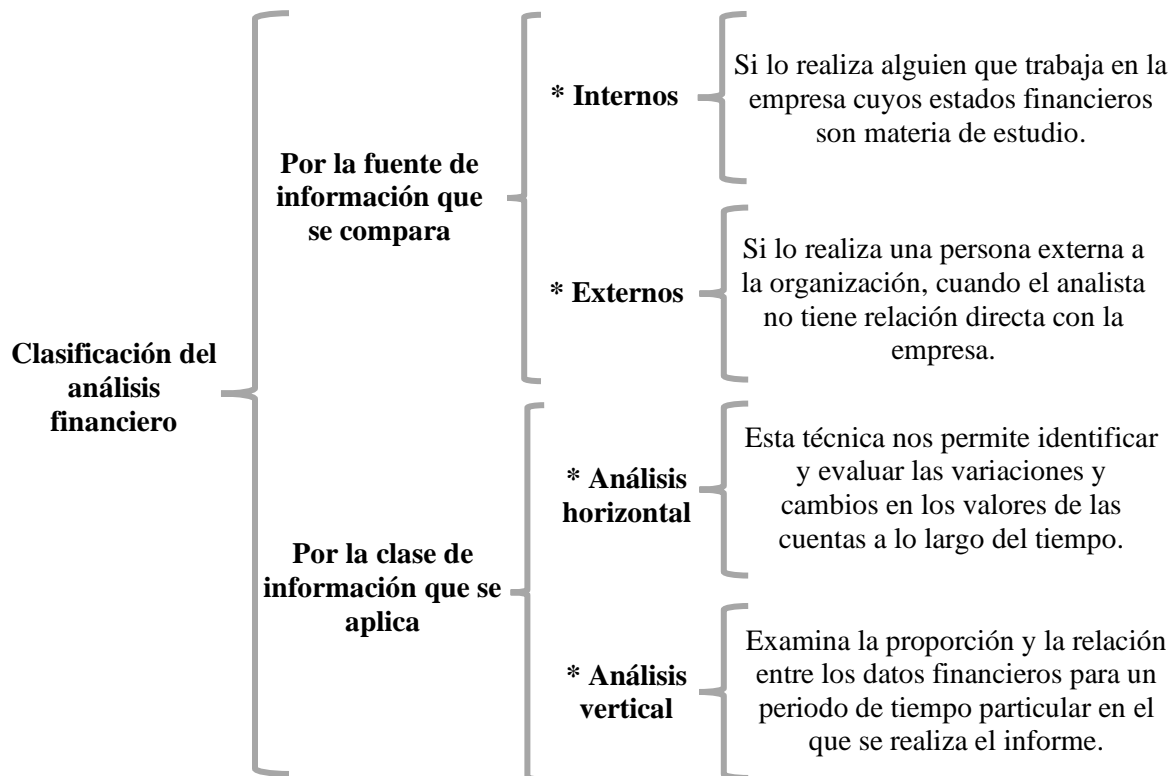 Clasificación del
análisis
financiero
Por la fuente de
información que
se compara
* Internos
Si lo realiza alguien que trabaja en la
empresa cuyos estados financieros
son materia de estudio.
* Externos
Si lo realiza una persona externa a
la organización, cuando el analista
no tiene relación directa con la
empresa.
Por la clase de
información que se
aplica
* Análisis
horizontal
Esta técnica nos permite identificar
y evaluar las variaciones y
cambios en los valores de las
cuentas a lo largo del tiempo.
* Análisis
vertical
Examina la proporción y la relación
entre los datos financieros para un
periodo de tiempo particular en el
que se realiza el informe.